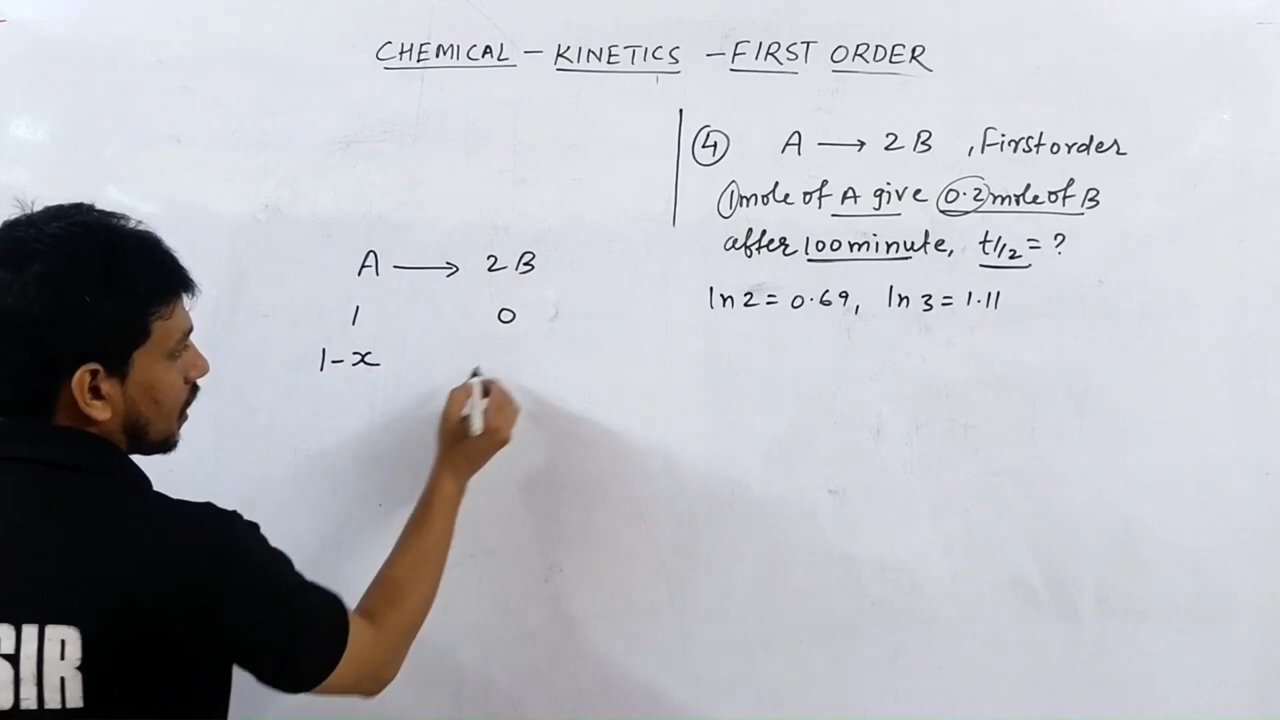 CHEMICAL – KINETICS – FIRST ORDER
④ A ⟶ 2B , First order
1 mole of A give 0.2 mole of B
after 100 minute, t1/2 = ?
ln 2 = 0.69, ln 3 = 1.11
A ⟶ 2B
1 0
1-x
SIR